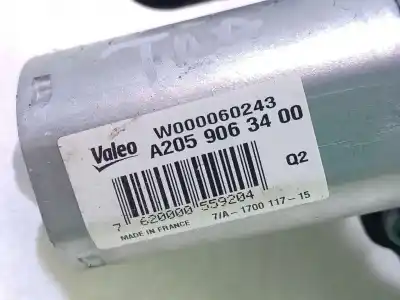 Valeo
W000060243
A205 906 34 00
Q2
7 620000 559204
MADE IN FRANCE
7/A-1700 117-15